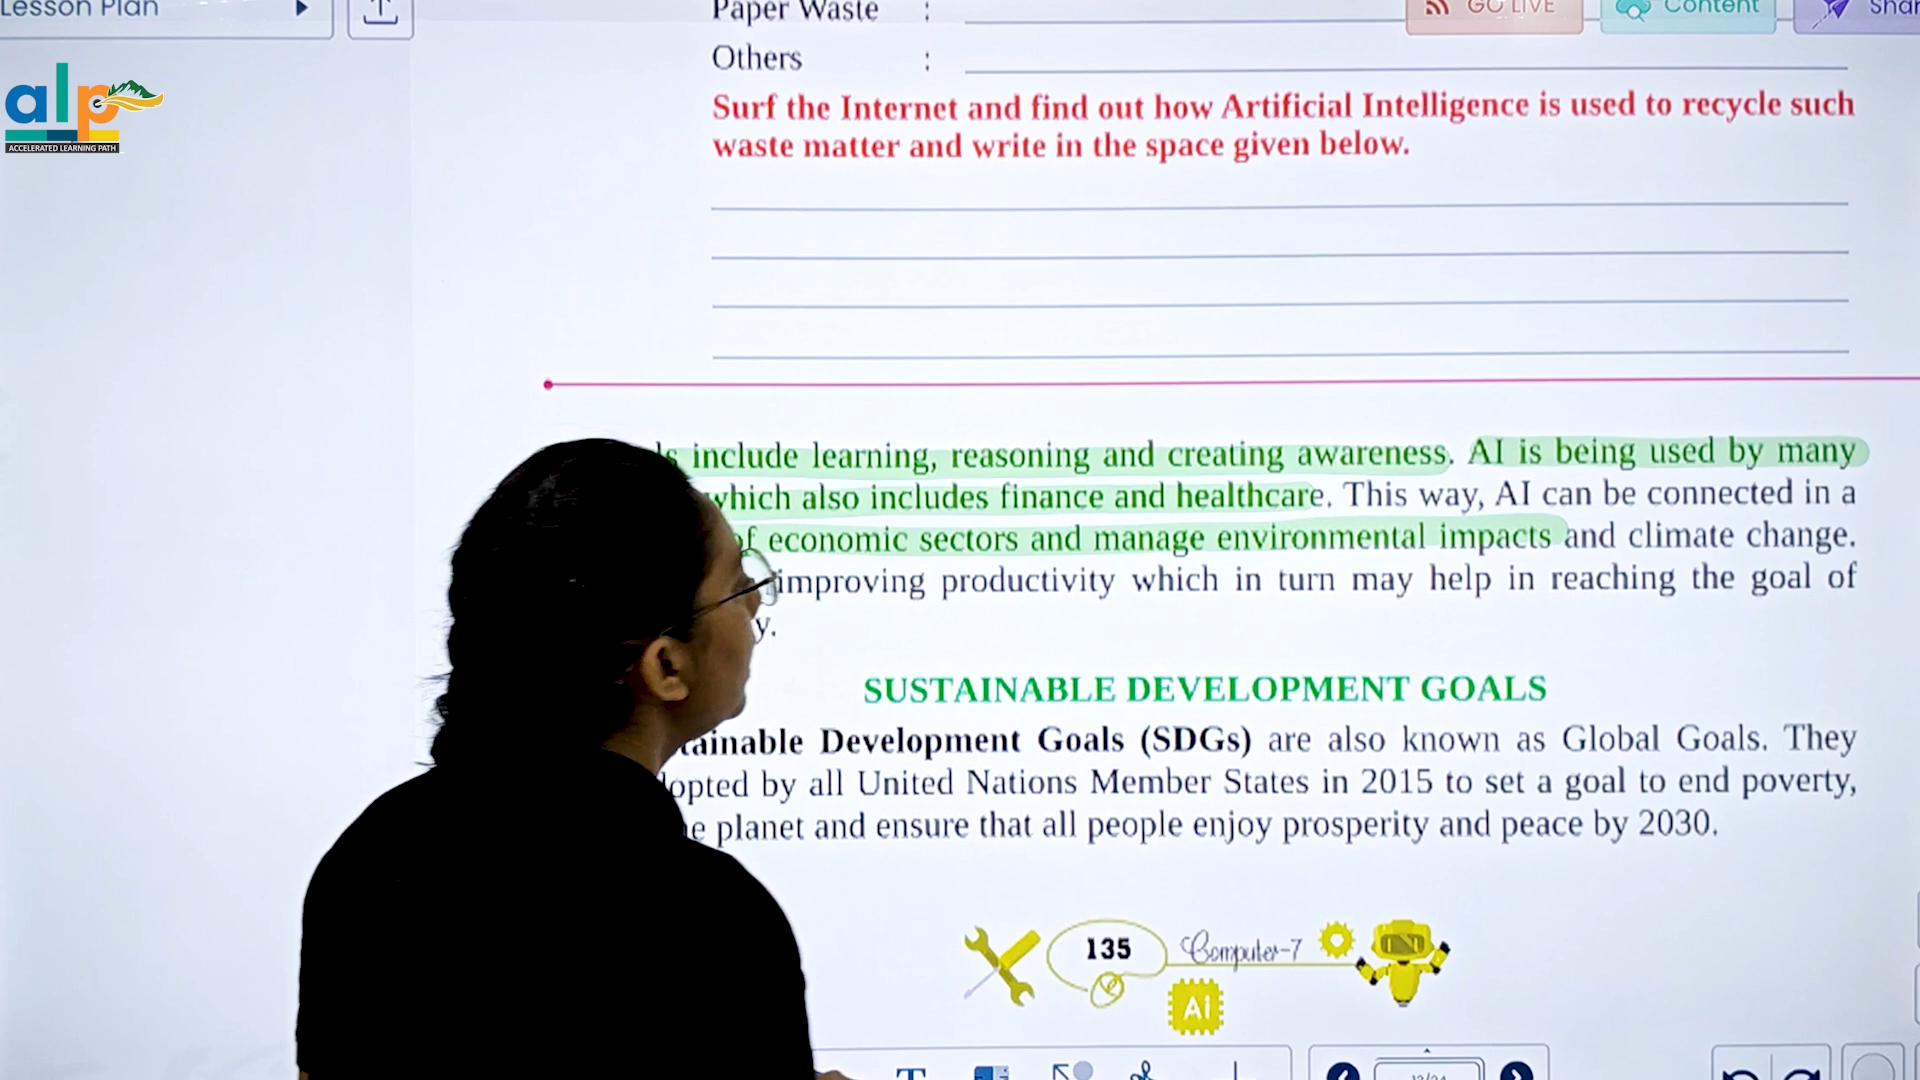 Lesson Plan
Paper Waste :
GO LIVE
Content
Others :
alp
ACCELERATED LEARNING PATH
Surf the Internet and find out how Artificial Intelligence is used to recycle such
waste matter and write in the space given below.
include learning, reasoning and creating awareness. AI is being used by many
which also includes finance and healthcare. This way, AI can be connected in a
of economic sectors and manage environmental impacts and climate change.
improving productivity which in turn may help in reaching the goal of
SUSTAINABLE DEVELOPMENT GOALS
Development Goals (SDGs) are also known as Global Goals. They
by all United Nations Member States in 2015 to set a goal to end poverty,
planet and ensure that all people enjoy prosperity and peace by 2030.
135 Computer-7
AI